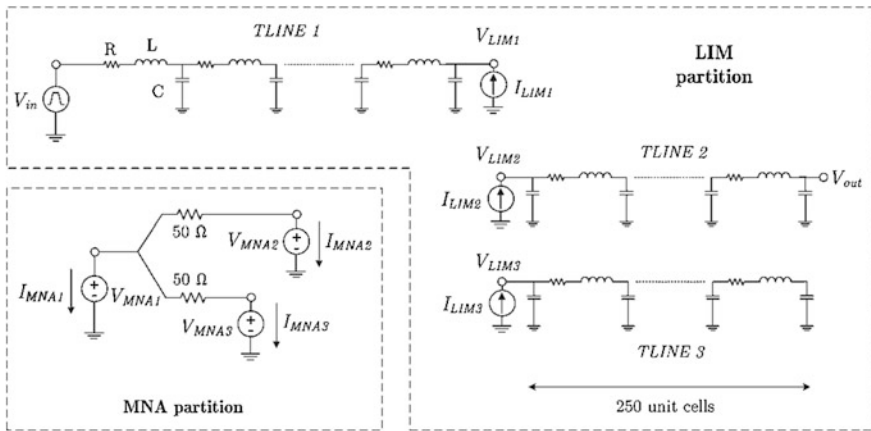 TLINE 1
R
L
C
V_in
V_LIM1
I_LIM1
LIM
partition
V_LIM2
TLINE 2
V_out
I_LIM2
V_LIM3
I_LIM3
TLINE 3
250 unit cells
50 Ω
V_MNA2
I_MNA2
50 Ω
I_MNA1
V_MNA1
V_MNA3
I_MNA3
MNA partition